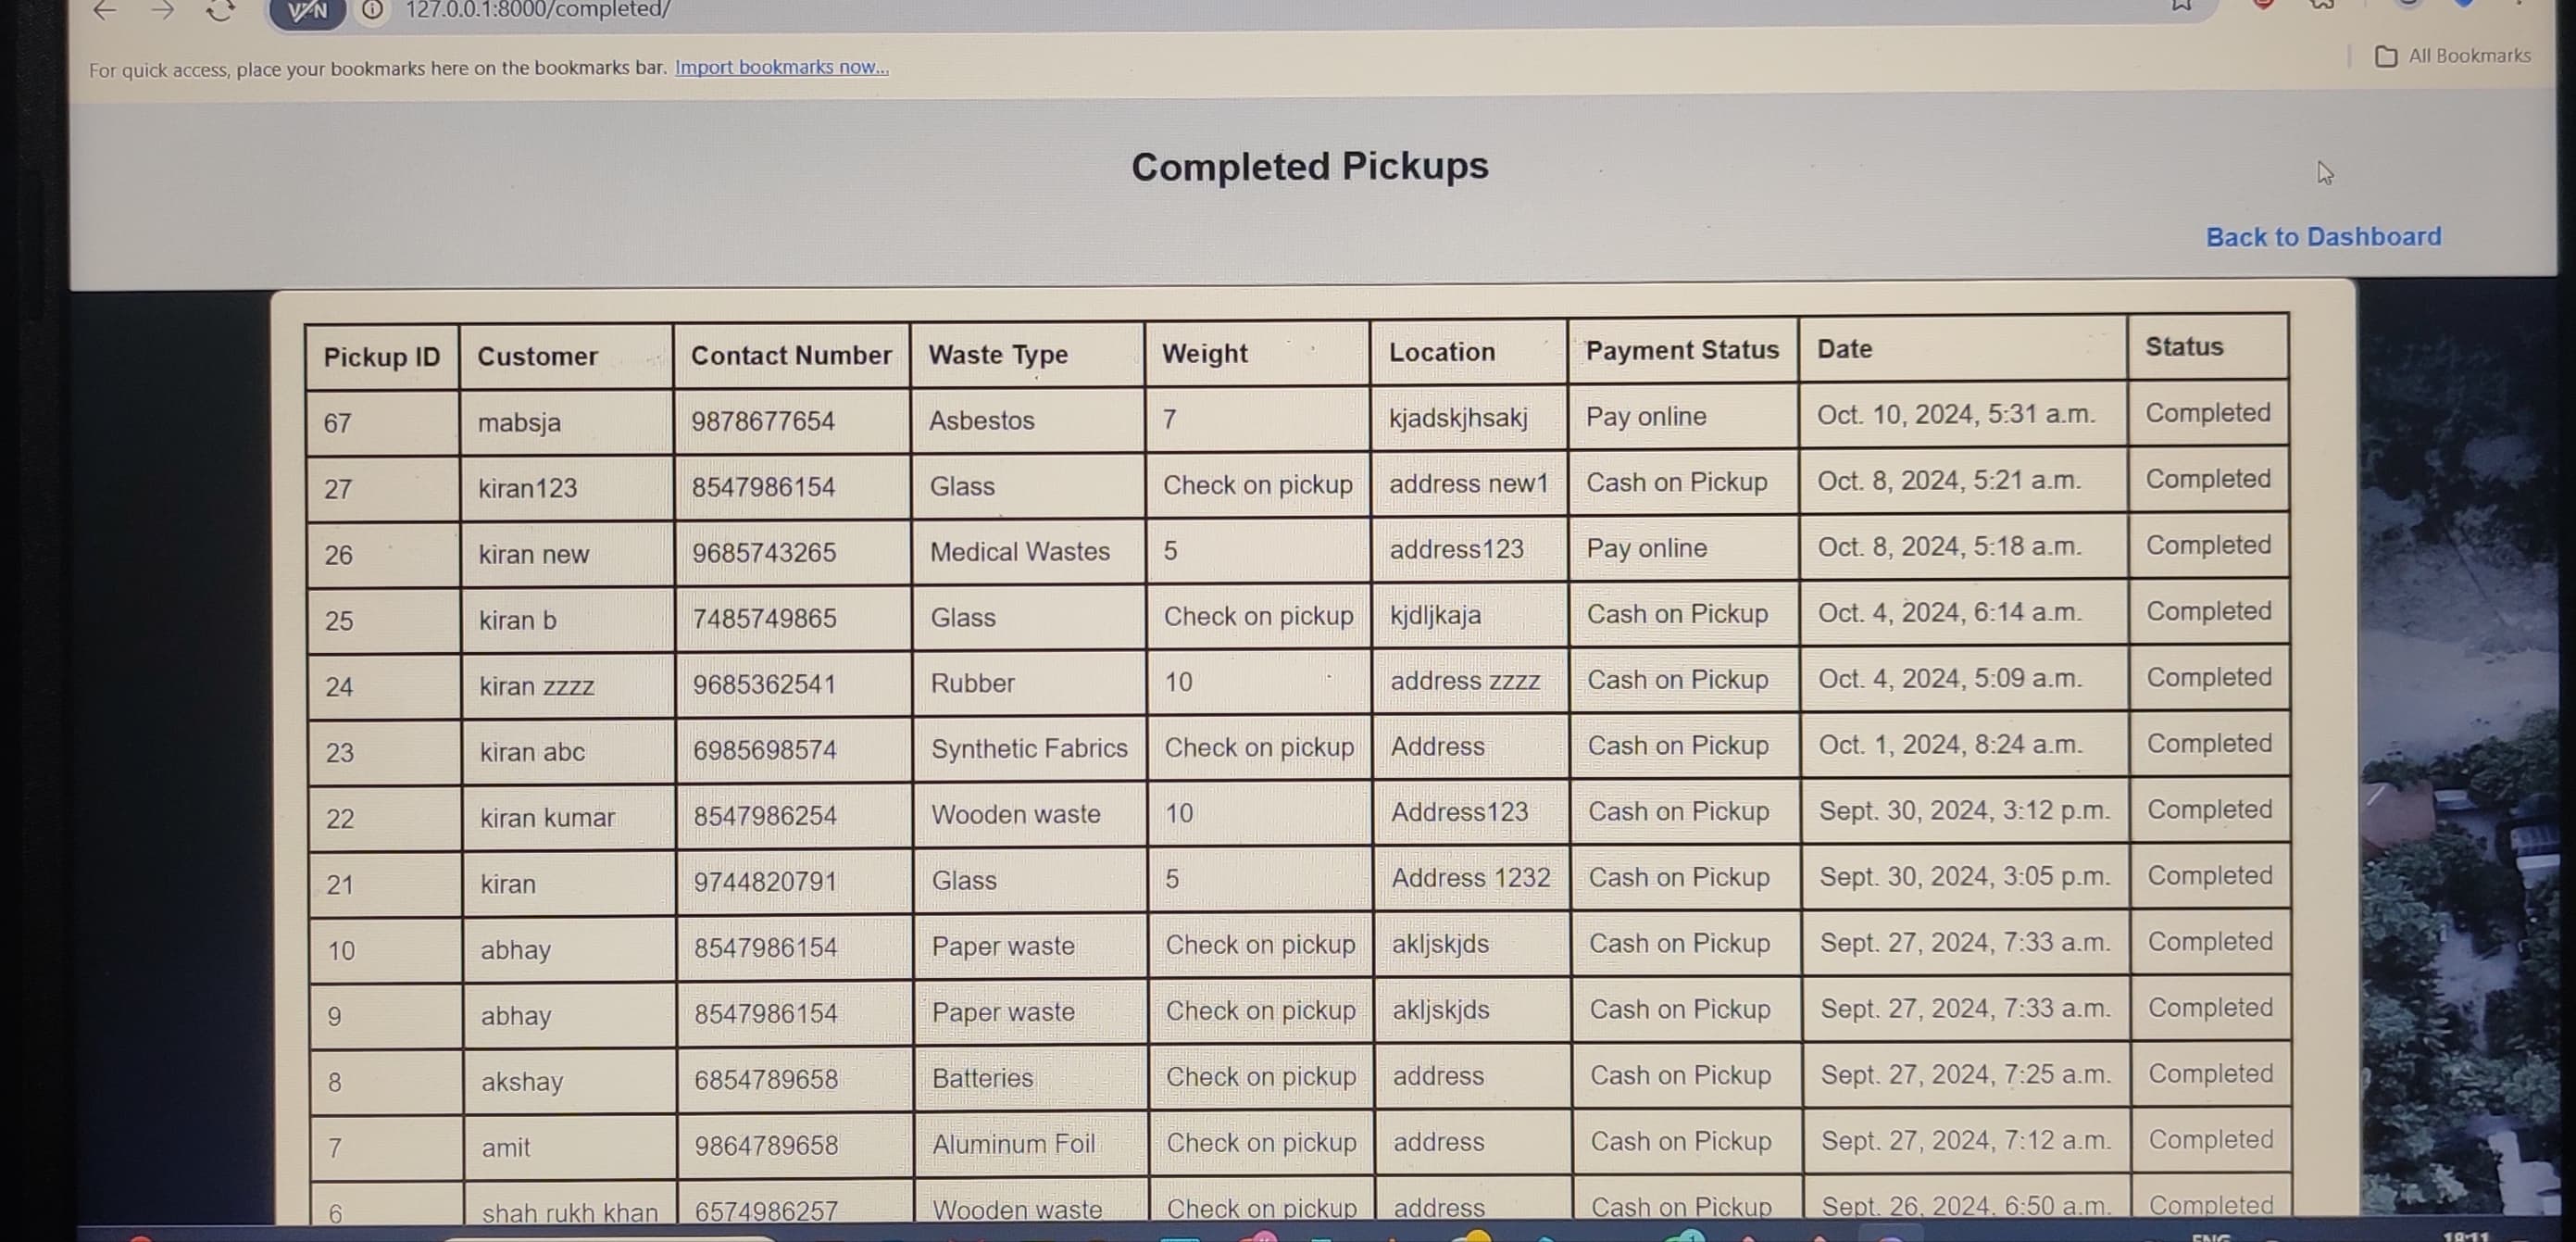 VPN 127.0.0.1:8000/completed/
For quick access, place your bookmarks here on the bookmarks bar. Import bookmarks now...
All Bookmarks
Completed Pickups
Back to Dashboard
Pickup ID Customer Contact Number Waste Type Weight Location Payment Status Date Status
67 mabsja 9878677654 Asbestos 7 kjadskjhsakj Pay online Oct. 10, 2024, 5:31 a.m. Completed
27 kiran123 8547986154 Glass Check on pickup address new1 Cash on Pickup Oct. 8, 2024, 5:21 a.m. Completed
26 kiran new 9685743265 Medical Wastes 5 address123 Pay online Oct. 8, 2024, 5:18 a.m. Completed
25 kiran b 7485749865 Glass Check on pickup kjdljkaja Cash on Pickup Oct. 4, 2024, 6:14 a.m. Completed
24 kiran zzzz 9685362541 Rubber 10 address zzzz Cash on Pickup Oct. 4, 2024, 5:09 a.m. Completed
23 kiran abc 6985698574 Synthetic Fabrics Check on pickup Address Cash on Pickup Oct. 1, 2024, 8:24 a.m. Completed
22 kiran kumar 8547986254 Wooden waste 10 Address123 Cash on Pickup Sept. 30, 2024, 3:12 p.m. Completed
21 kiran 9744820791 Glass 5 Address 1232 Cash on Pickup Sept. 30, 2024, 3:05 p.m. Completed
10 abhay 8547986154 Paper waste Check on pickup akljskjds Cash on Pickup Sept. 27, 2024, 7:33 a.m. Completed
9 abhay 8547986154 Paper waste Check on pickup akljskjds Cash on Pickup Sept. 27, 2024, 7:33 a.m. Completed
8 akshay 6854789658 Batteries Check on pickup address Cash on Pickup Sept. 27, 2024, 7:25 a.m. Completed
7 amit 9864789658 Aluminum Foil Check on pickup address Cash on Pickup Sept. 27, 2024, 7:12 a.m. Completed
6 shah rukh khan 6574986257 Wooden waste Check on pickup address Cash on Pickup Sept. 26, 2024, 6:50 a.m. Completed
ENG 18:11